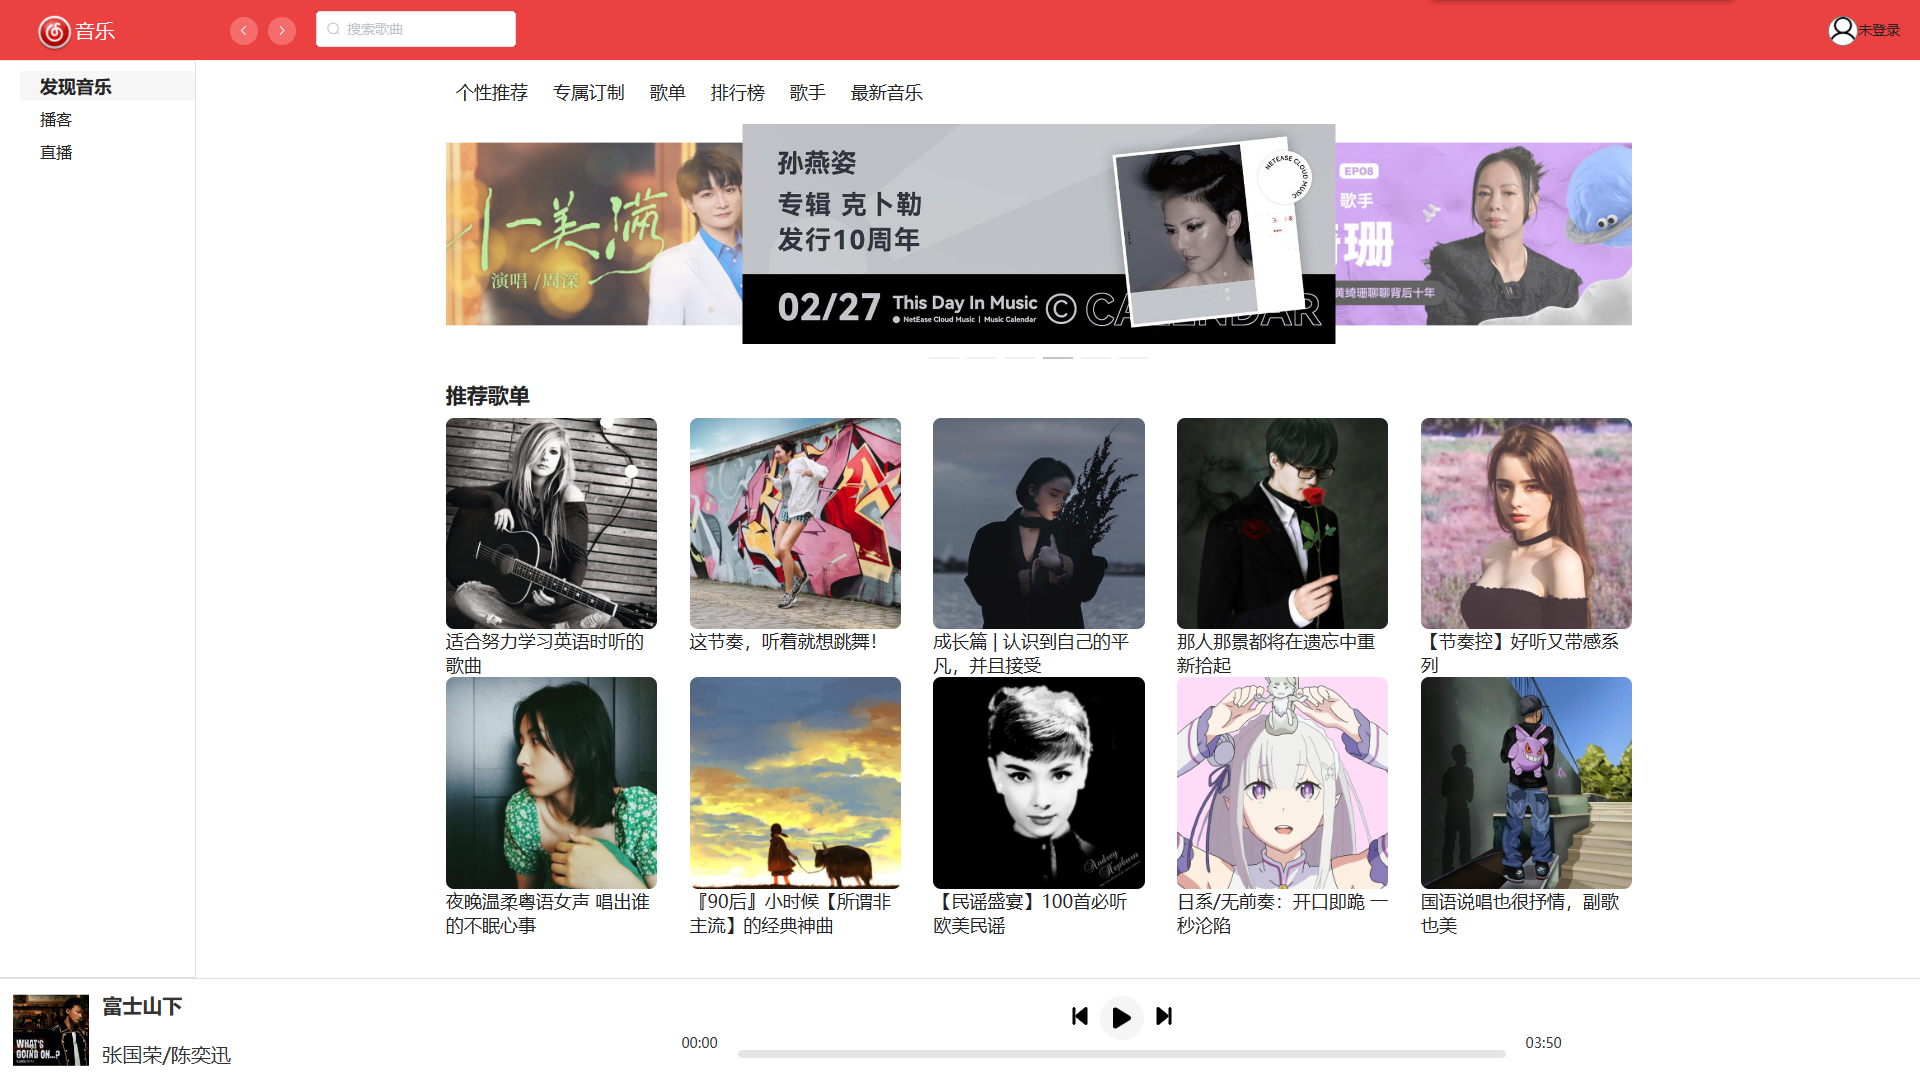 音乐
搜索歌曲
未登录
发现音乐
播客
直播
个性推荐
专属订制
歌单
排行榜
歌手
最新音乐
小美满
演唱 / 周深
孙燕姿
专辑 克卜勒
发行10周年
NETEASE CLOUD MUSIC
02/27
This Day In Music
NetEase Cloud Music | Music Calendar
© CALENDAR
EP08
歌手
珊
黄绮珊聊聊背后十年
推荐歌单
适合努力学习英语时听的
歌曲
这节奏，听着就想跳舞！
成长篇 | 认识到自己的平
凡，并且接受
那人那景都将在遗忘中重
新拾起
【节奏控】好听又带感系
列
Audrey
Hepburn
夜晚温柔粤语女声 唱出谁
的不眠心事
『90后』小时候【所谓非
主流】的经典神曲
【民谣盛宴】100首必听
欧美民谣
日系/无前奏：开口即跪 一
秒沦陷
国语说唱也很抒情，副歌
也美
WHAT'S
GOING ON...?
富士山下
张国荣/陈奕迅
00:00
03:50